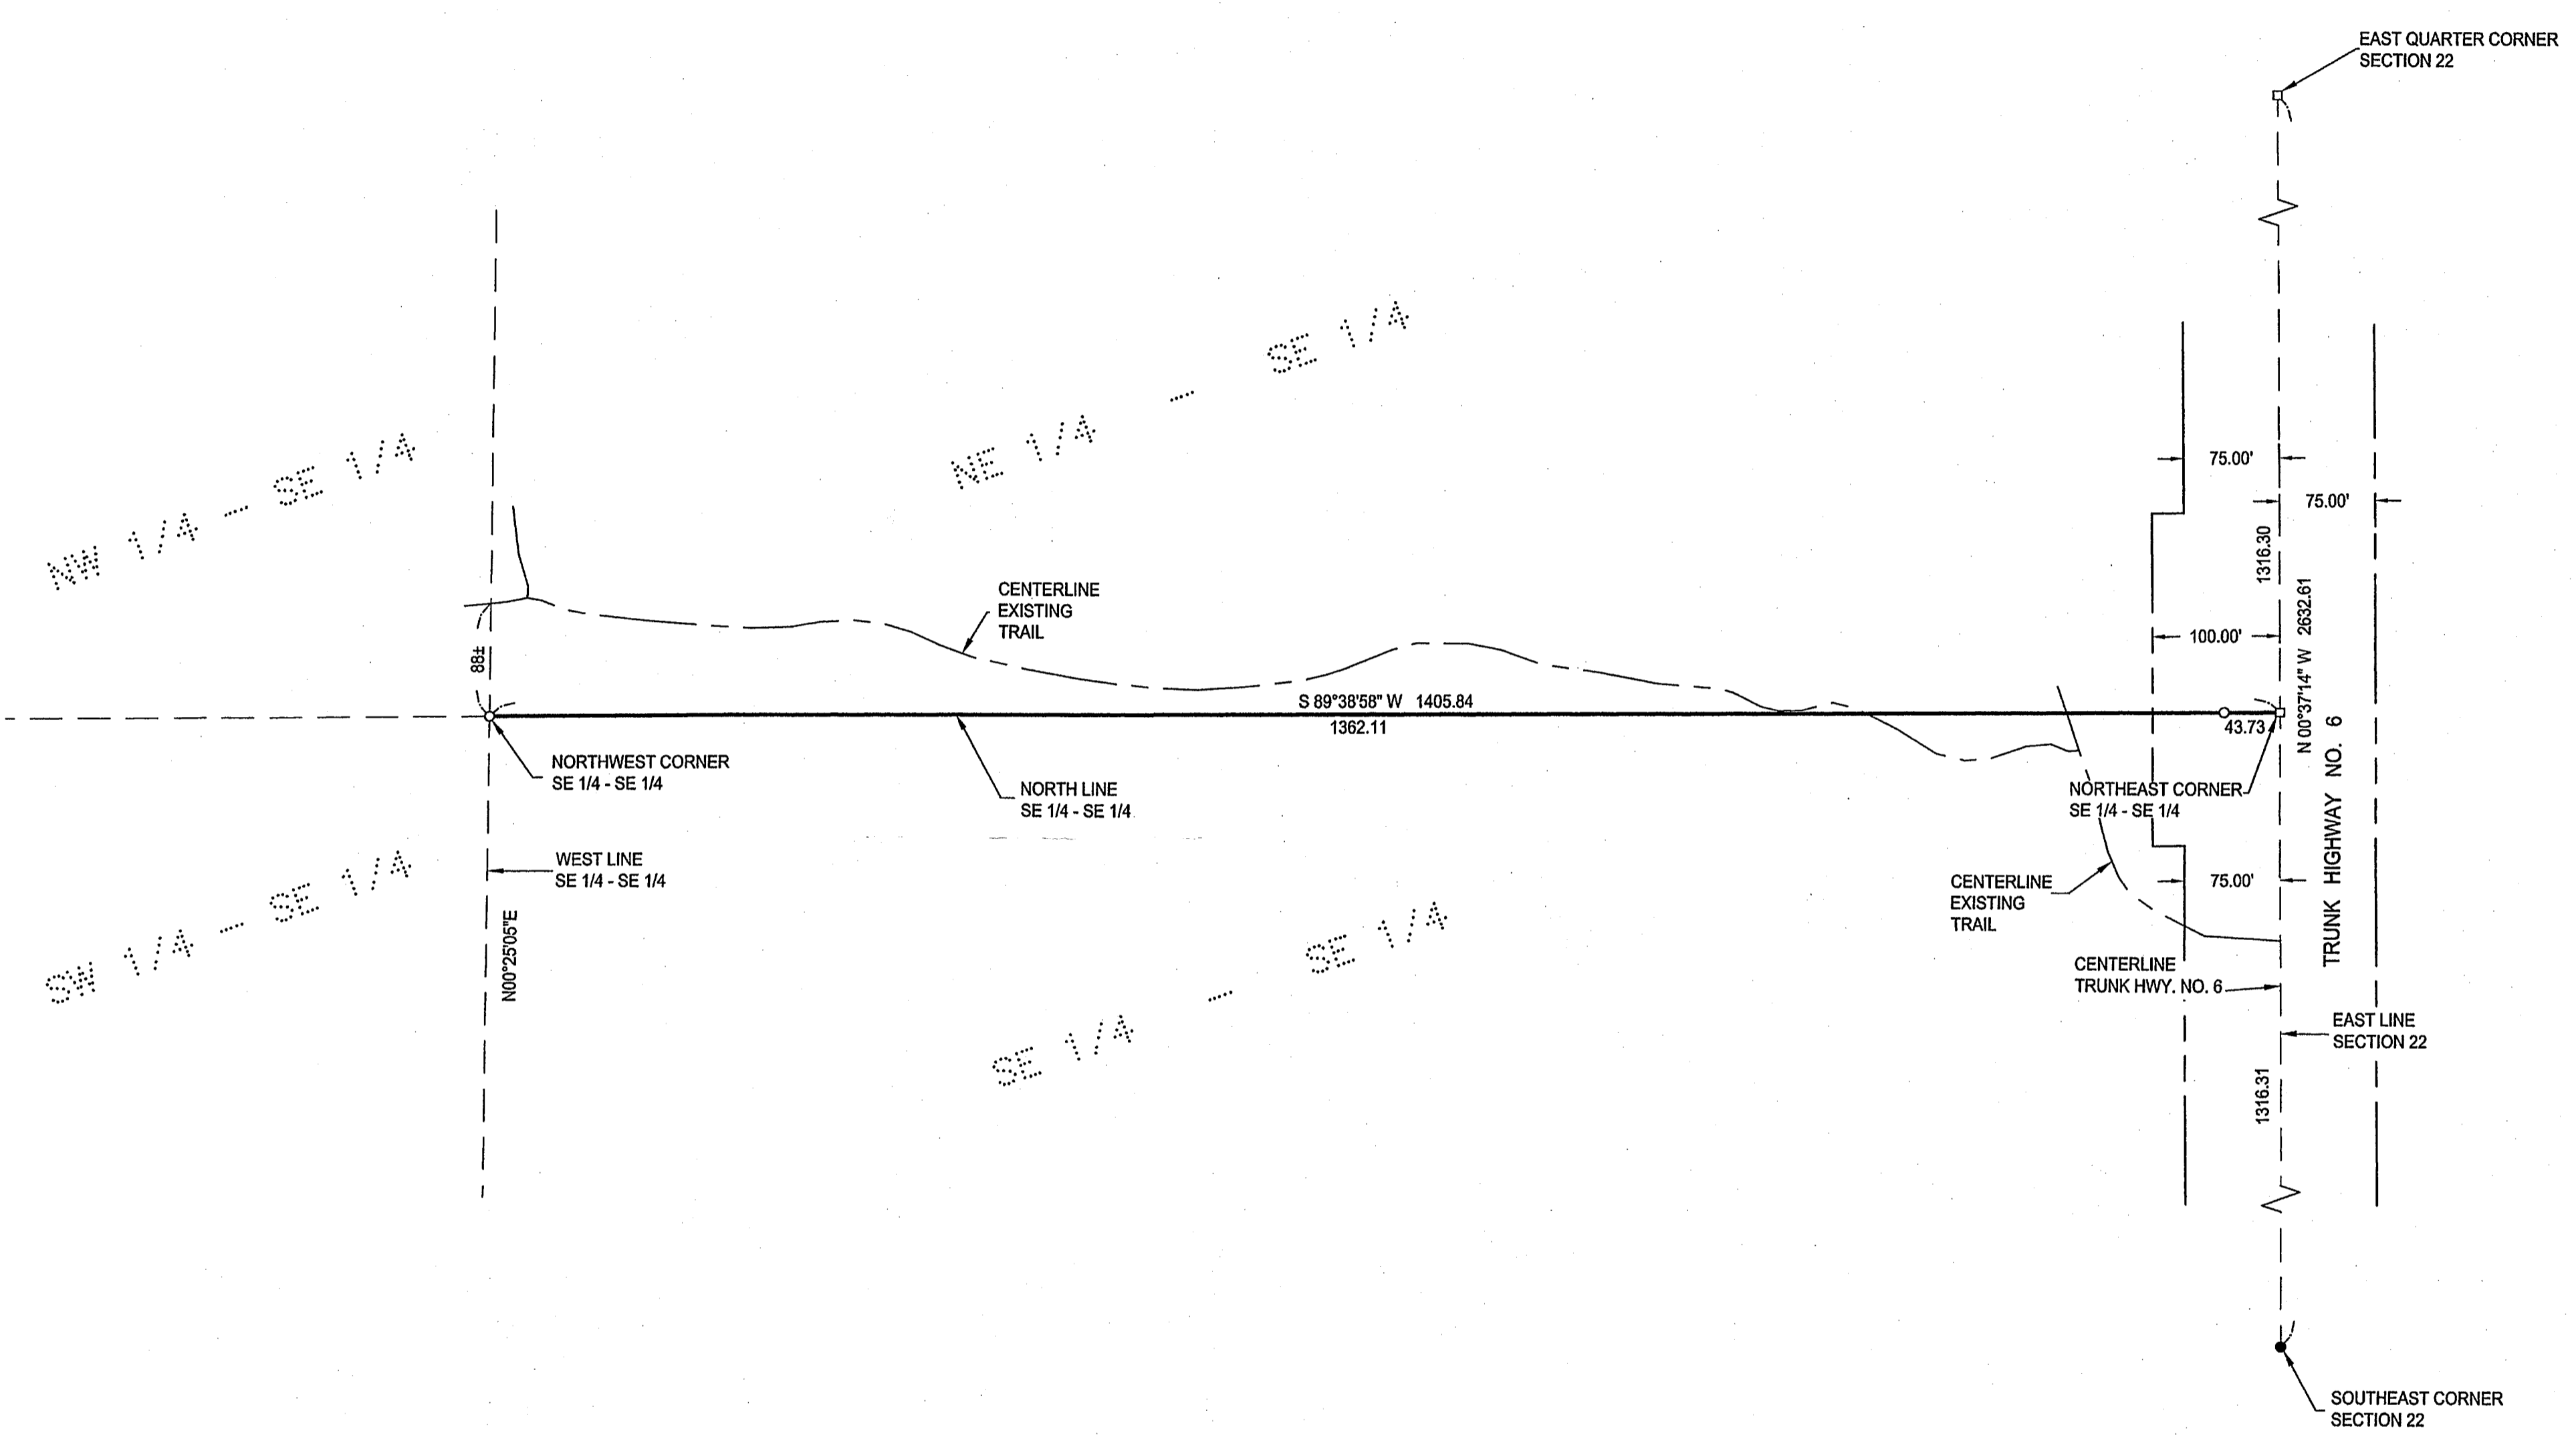 EAST QUARTER CORNER
SECTION 22
NW 1/4 - SE 1/4
NE 1/4 - SE 1/4
75.00'
75.00'
1316.30
N 00°37'14" W 2632.61
100.00'
CENTERLINE
EXISTING
TRAIL
88±
S 89°38'58" W 1405.84
1362.11
43.73
NORTHWEST CORNER
SE 1/4 - SE 1/4
NORTH LINE
SE 1/4 - SE 1/4
NORTHEAST CORNER
SE 1/4 - SE 1/4
TRUNK HIGHWAY NO. 6
WEST LINE
SE 1/4 - SE 1/4
N00°25'05"E
SW 1/4 - SE 1/4
SE 1/4 - SE 1/4
CENTERLINE
EXISTING
TRAIL
75.00'
CENTERLINE
TRUNK HWY. NO. 6
EAST LINE
SECTION 22
1316.31
SOUTHEAST CORNER
SECTION 22